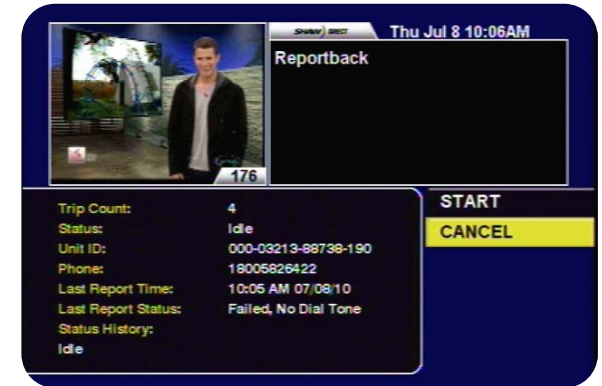 SHAW) DIRECT
Thu Jul 8 10:06AM
Reportback
176
Trip Count: 4
Status: Idle
Unit ID: 000-03213-88738-190
Phone: 18005826422
Last Report Time: 10:05 AM 07/08/10
Last Report Status: Failed, No Dial Tone
Status History:
Idle
START
CANCEL